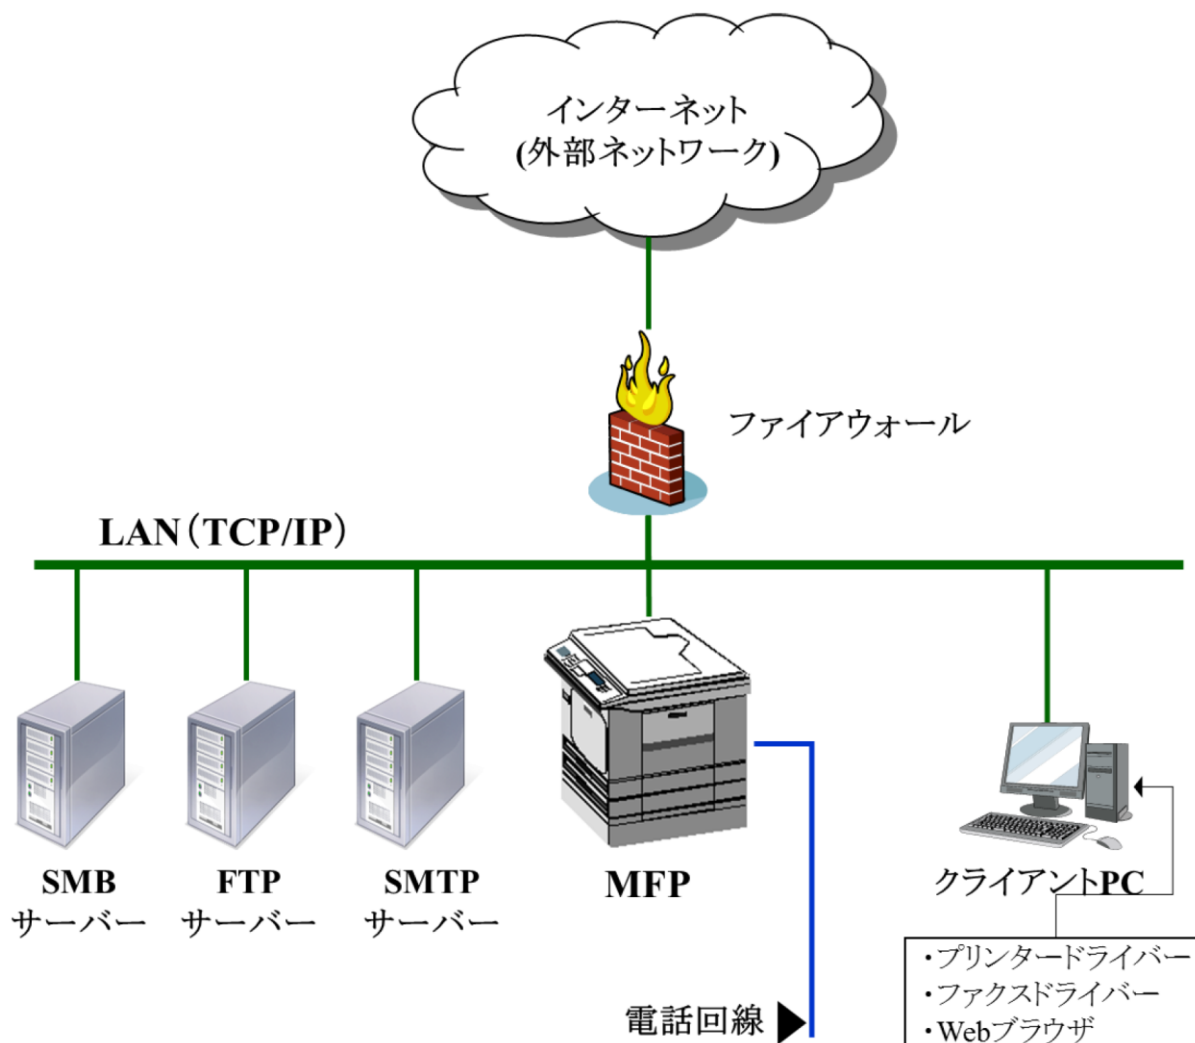 インターネット
(外部ネットワーク)
ファイアウォール
LAN(TCP/IP)
SMB
サーバー
FTP
サーバー
SMTP
サーバー
MFP
クライアントPC
電話回線
・プリンタードライバー
・ファクスドライバー
・Webブラウザ